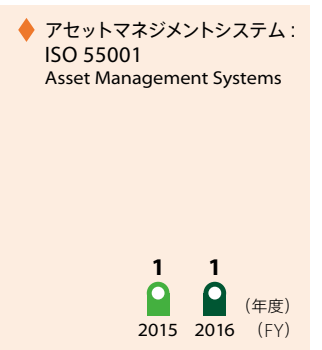 アセットマネジメントシステム :
ISO 55001
Asset Management Systems
1 1
(年度)
2015 2016 (FY)